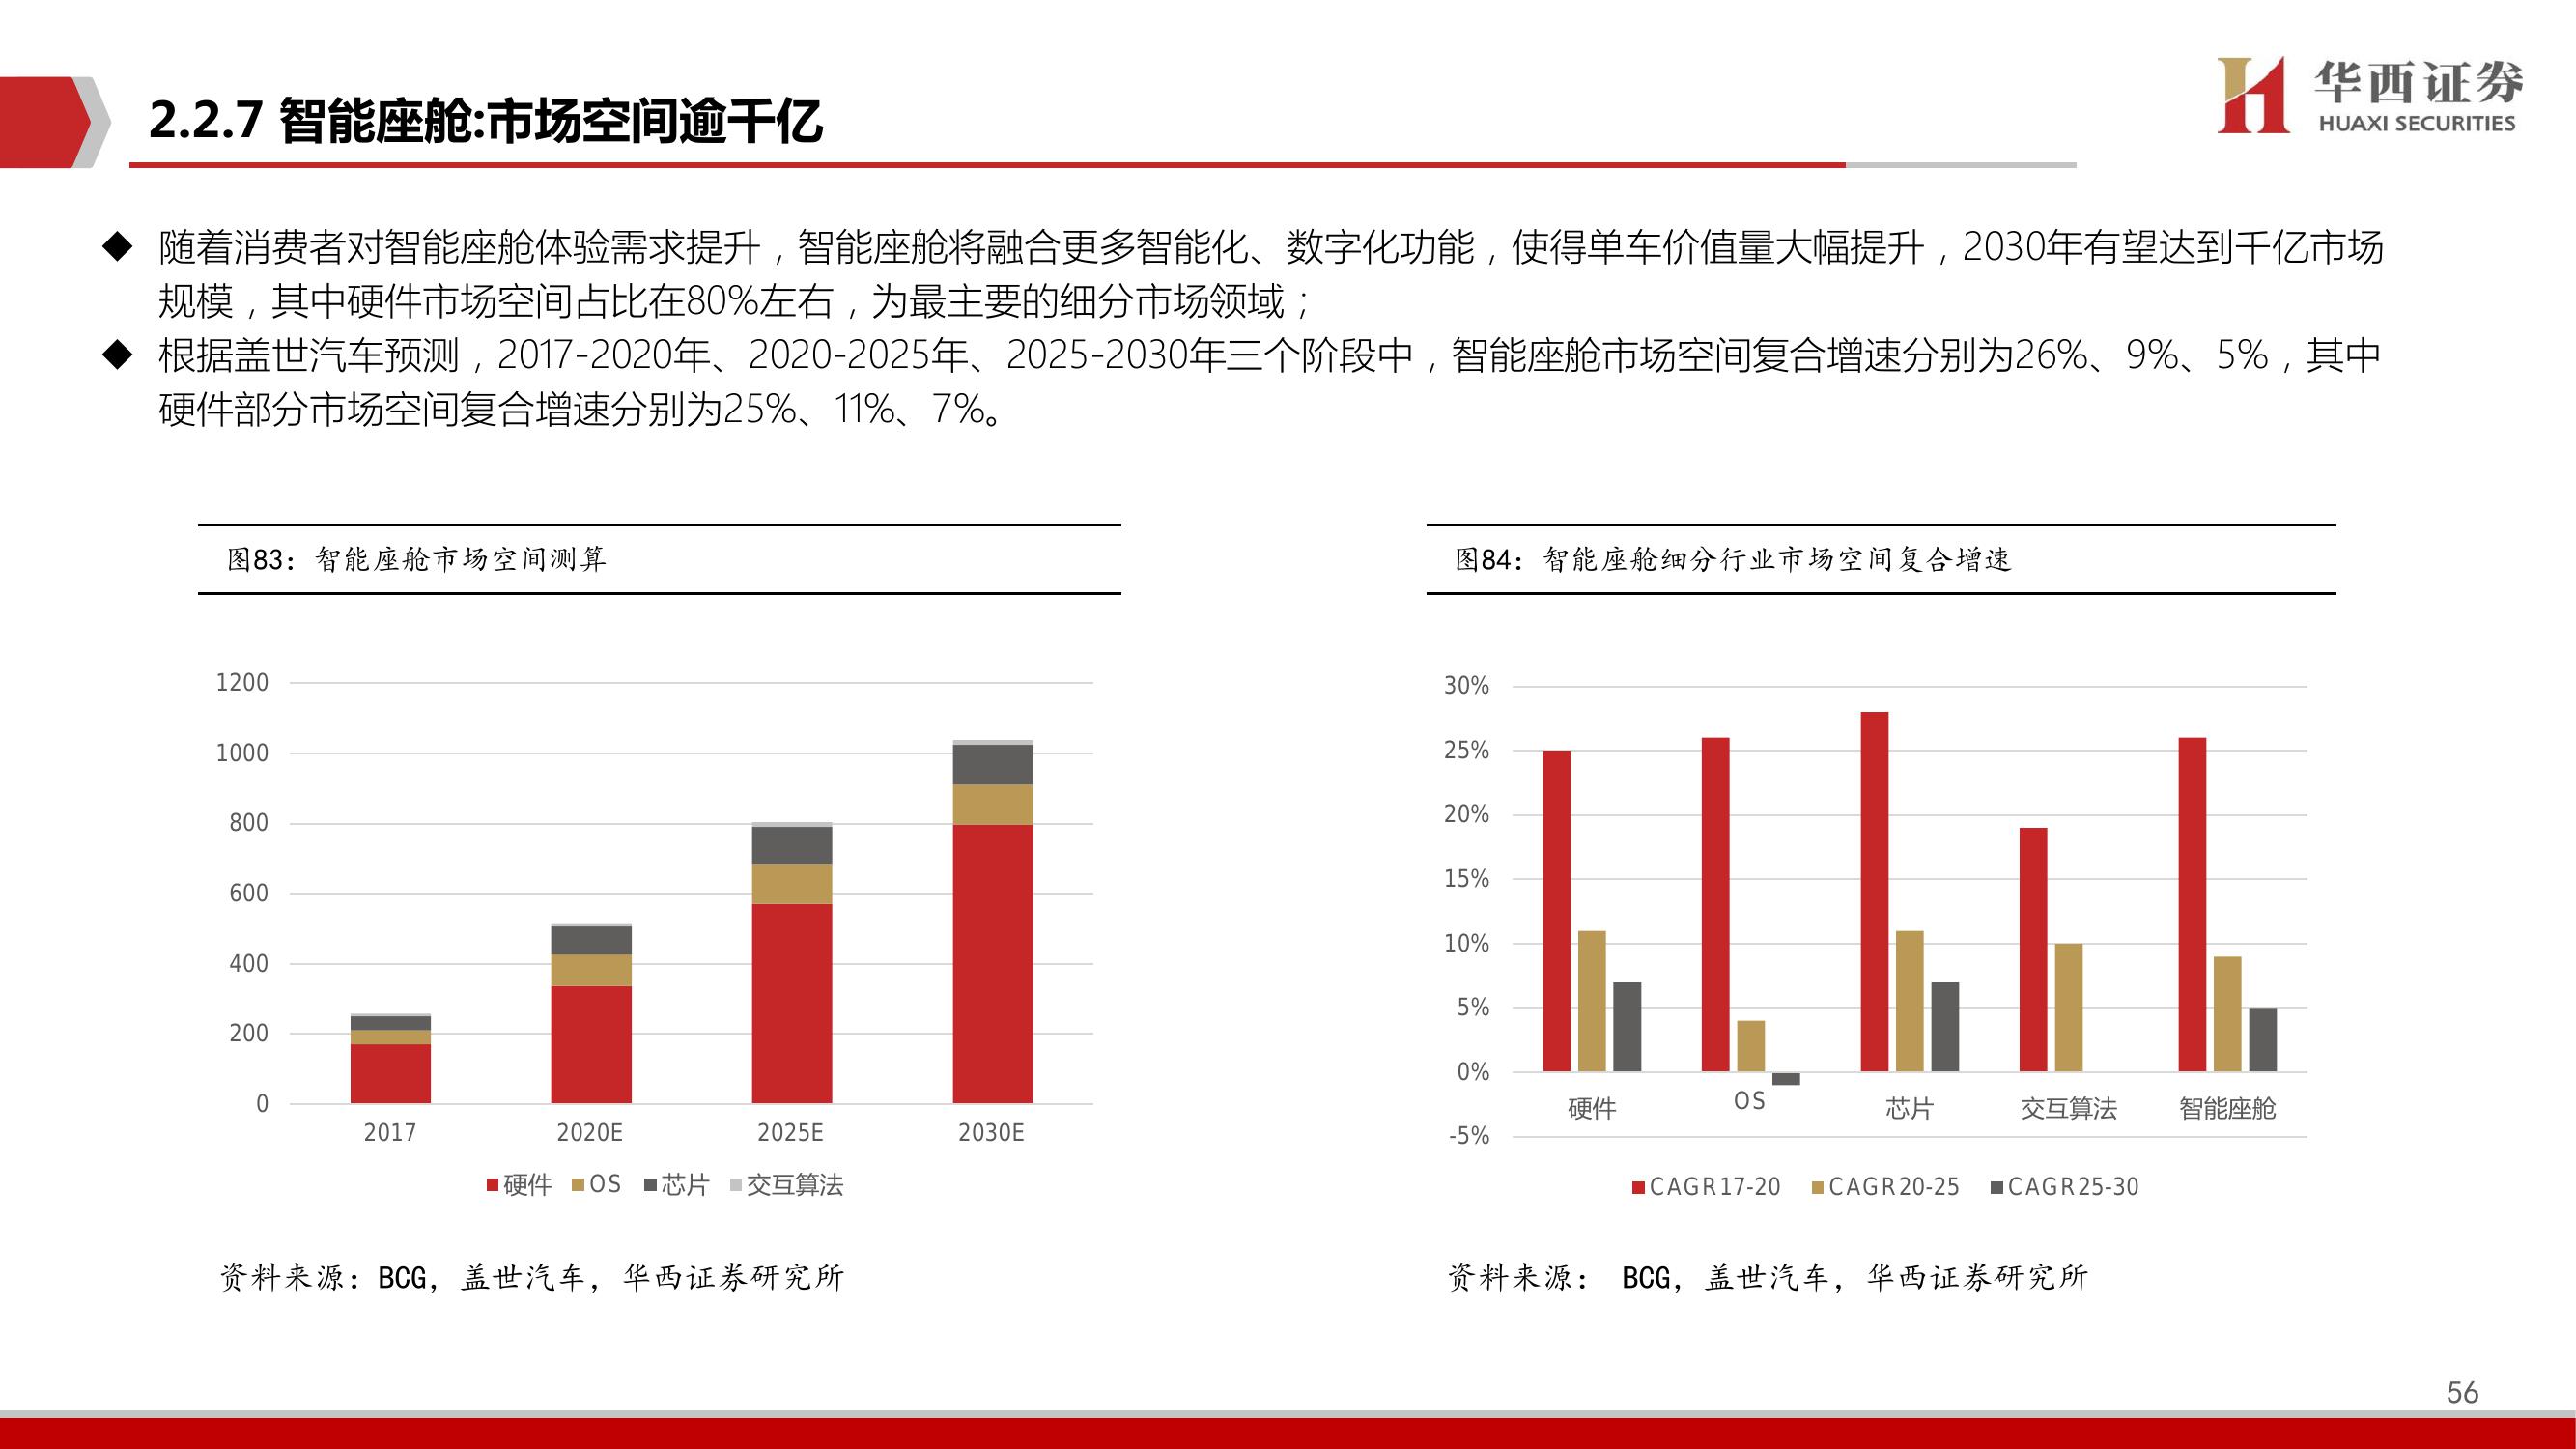 2.2.7 智能座舱:市场空间逾千亿
华西证券
HUAXI SECURITIES
◆ 随着消费者对智能座舱体验需求提升，智能座舱将融合更多智能化、数字化功能，使得单车价值量大幅提升，2030年有望达到千亿市场
规模，其中硬件市场空间占比在80%左右，为最主要的细分市场领域；
◆ 根据盖世汽车预测，2017-2020年、2020-2025年、2025-2030年三个阶段中，智能座舱市场空间复合增速分别为26%、9%、5%，其中
硬件部分市场空间复合增速分别为25%、11%、7%。
图83：智能座舱市场空间测算
1200
1000
800
600
400
200
0
2017 2020E 2025E 2030E
硬件 OS 芯片 交互算法
资料来源：BCG，盖世汽车，华西证券研究所
图84：智能座舱细分行业市场空间复合增速
30%
25%
20%
15%
10%
5%
0%
-5%
硬件 OS 芯片 交互算法 智能座舱
CAGR17-20 CAGR20-25 CAGR25-30
资料来源： BCG，盖世汽车，华西证券研究所
56